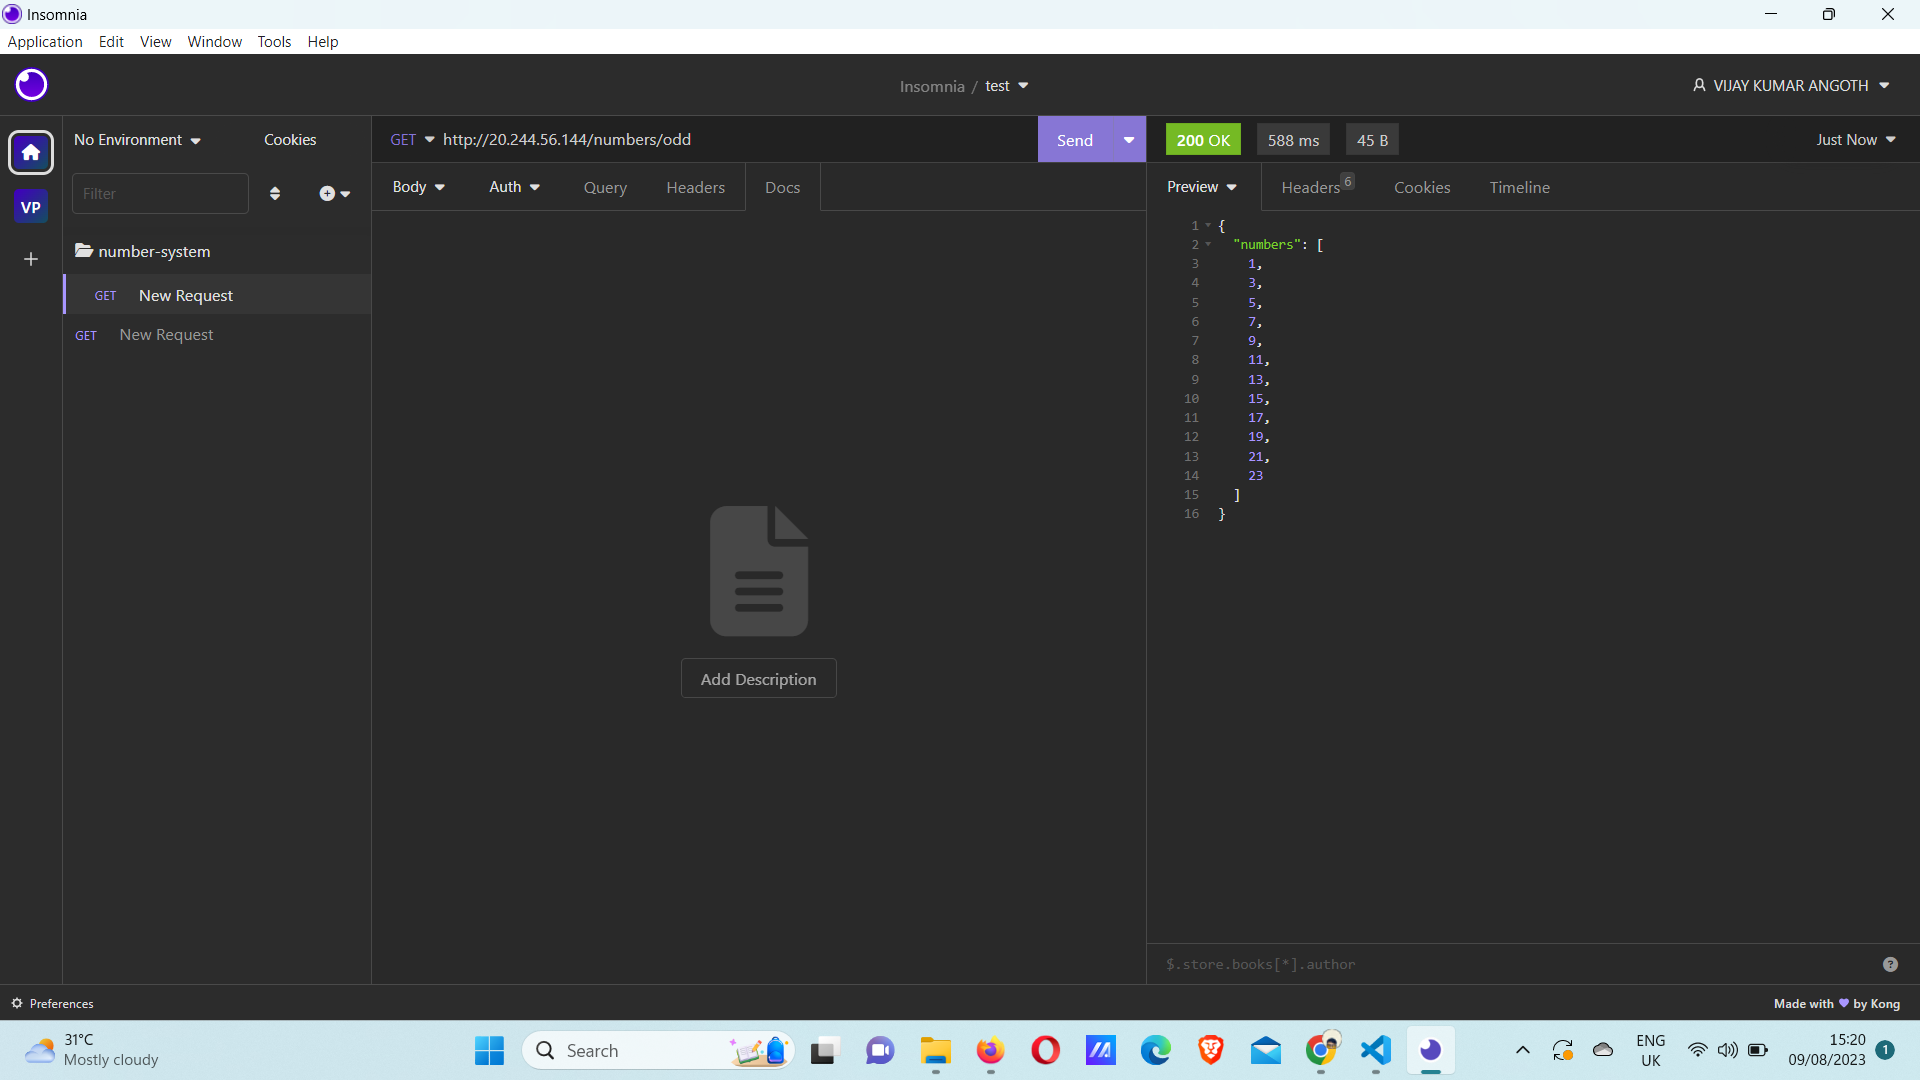 Insomnia
Application Edit View Window Tools Help
Insomnia / test
VIJAY KUMAR ANGOTH
No Environment
Cookies
GET http://20.244.56.144/numbers/odd
Send
200 OK
588 ms
45 B
Just Now
Filter
Body
Auth
Query
Headers
Docs
Preview
Headers 6
Cookies
Timeline
VP
number-system
GET New Request
GET New Request
1 {
2 "numbers": [
3 1,
4 3,
5 5,
6 7,
7 9,
8 11,
9 13,
10 15,
11 17,
12 19,
13 21,
14 23
15 ]
16 }
Add Description
$.store.books[*].author
?
Preferences
Made with 💜 by Kong
31°C
Mostly cloudy
Search
ENG
UK
15:20
09/08/2023
1